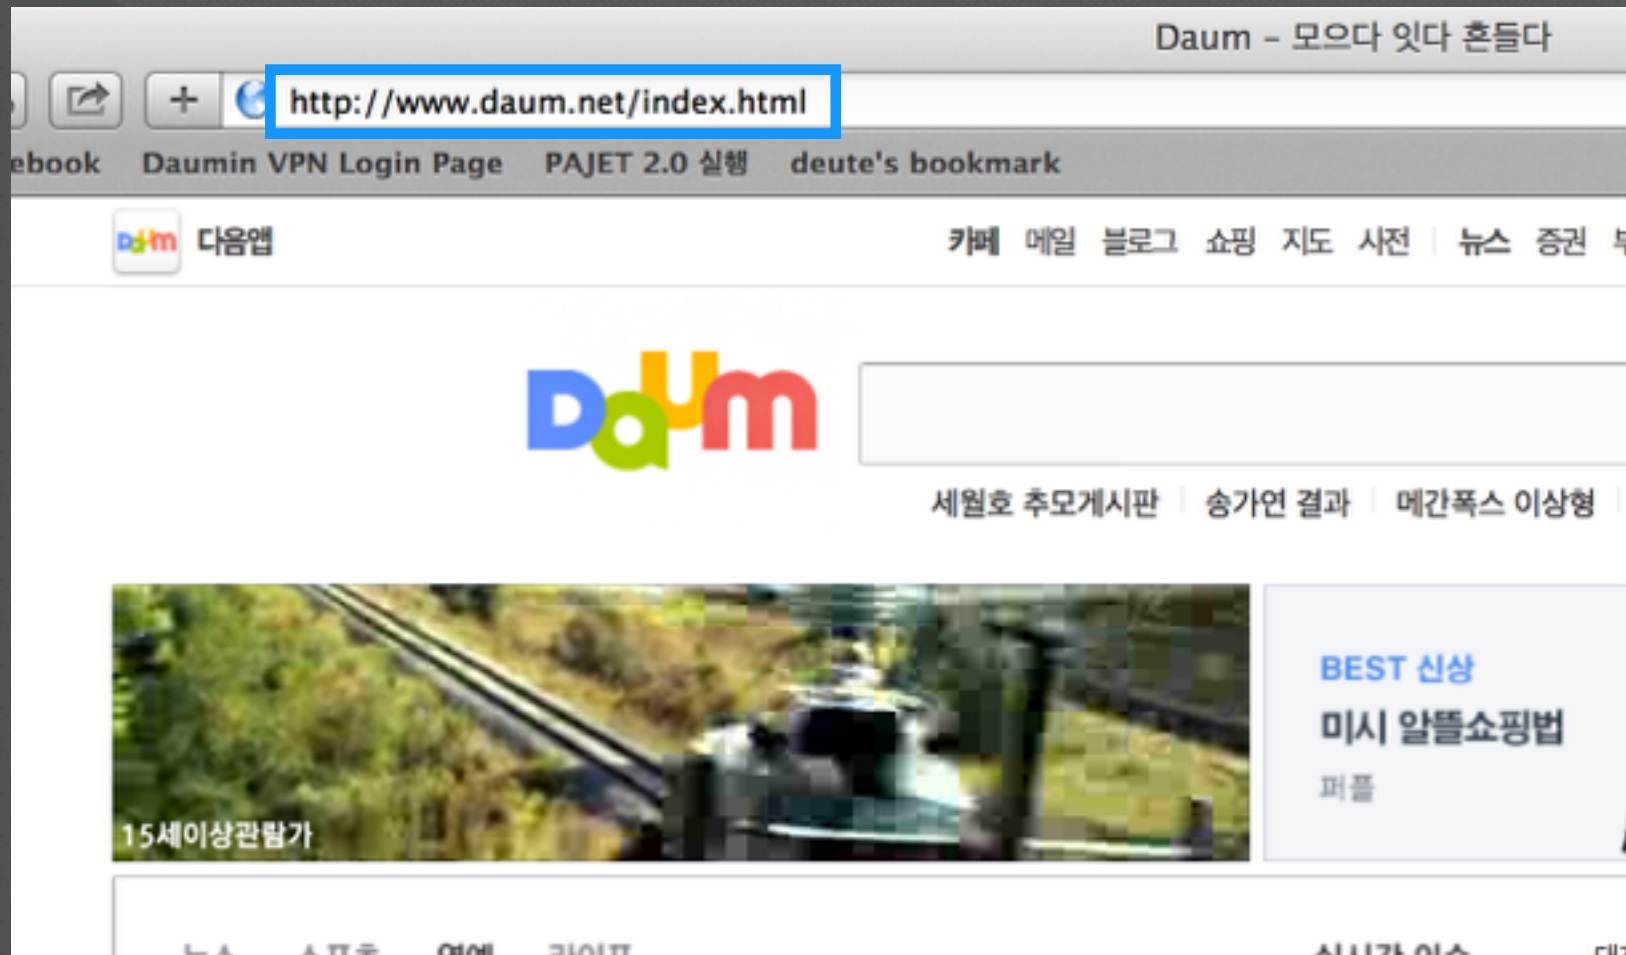 Daum – 모으다 잇다 흔들다
http://www.daum.net/index.html
ebook Daumin VPN Login Page PAJET 2.0 실행 deute's bookmark
Daum 다음앱 카페 메일 블로그 쇼핑 지도 사전 뉴스 증권
Daum
세월호 추모게시판 송가연 결과 메간폭스 이상형
BEST 신상
미시 알뜰쇼핑법
퍼플
15세이상관람가